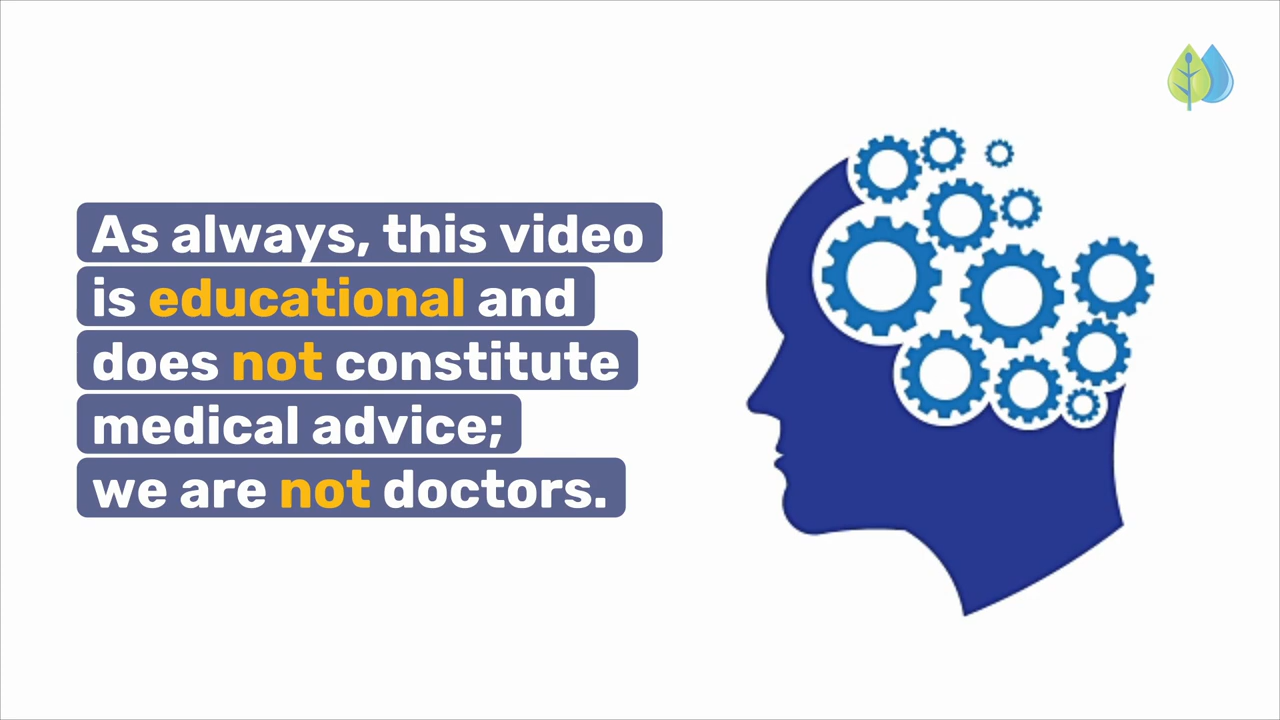 As always, this video
is educational and
does not constitute
medical advice;
we are not doctors.